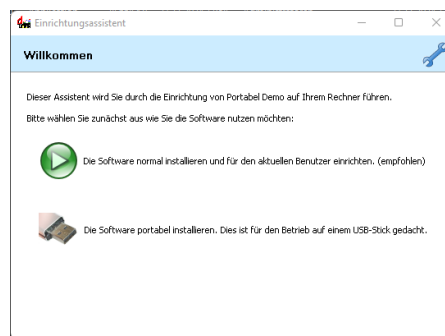 Einrichtungsassistent
Willkommen
Dieser Assistent wird Sie durch die Einrichtung von Portabel Demo auf Ihrem Rechner führen.
Bitte wählen Sie zunächst aus wie Sie die Software nutzen möchten:
Die Software normal installieren und für den aktuellen Benutzer einrichten. (empfohlen)
Die Software portabel installieren. Dies ist für den Betrieb auf einem USB-Stick gedacht.